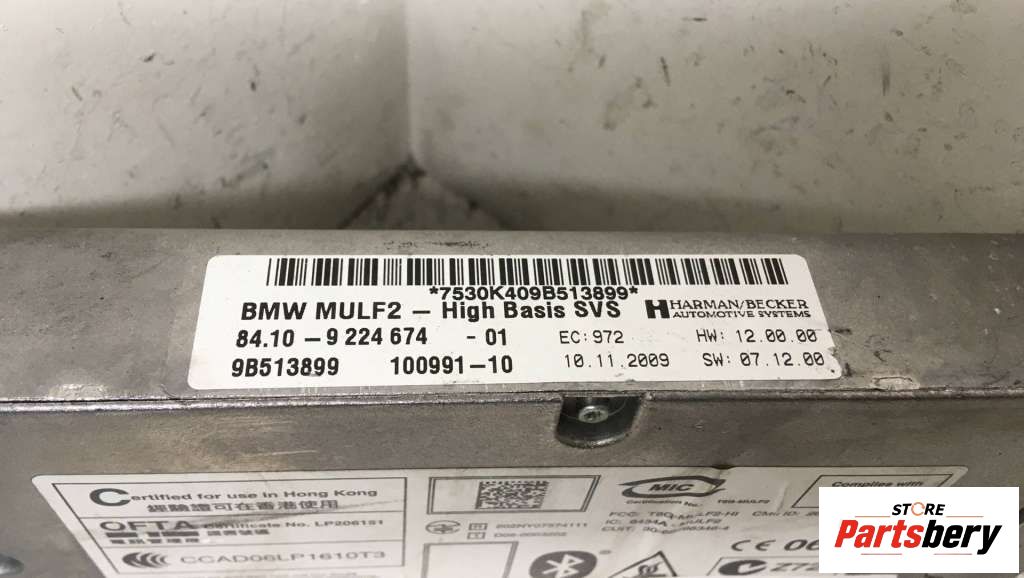 *7530K409B513899*
BMW MULF2 - High Basis SVS
HARMAN/BECKER
AUTOMOTIVE SYSTEMS
84.10 - 9 224 674 - 01 EC: 972 HW: 12.00.00
9B513899 100991-10 10.11.2009 SW: 07.12.00
Certified for use in Hong Kong
經驗證可在香港使用
OFTA Certificate No. LP206151
CCAD06LP1610T3
MIC
Complies with
CE
STORE
Partsbery